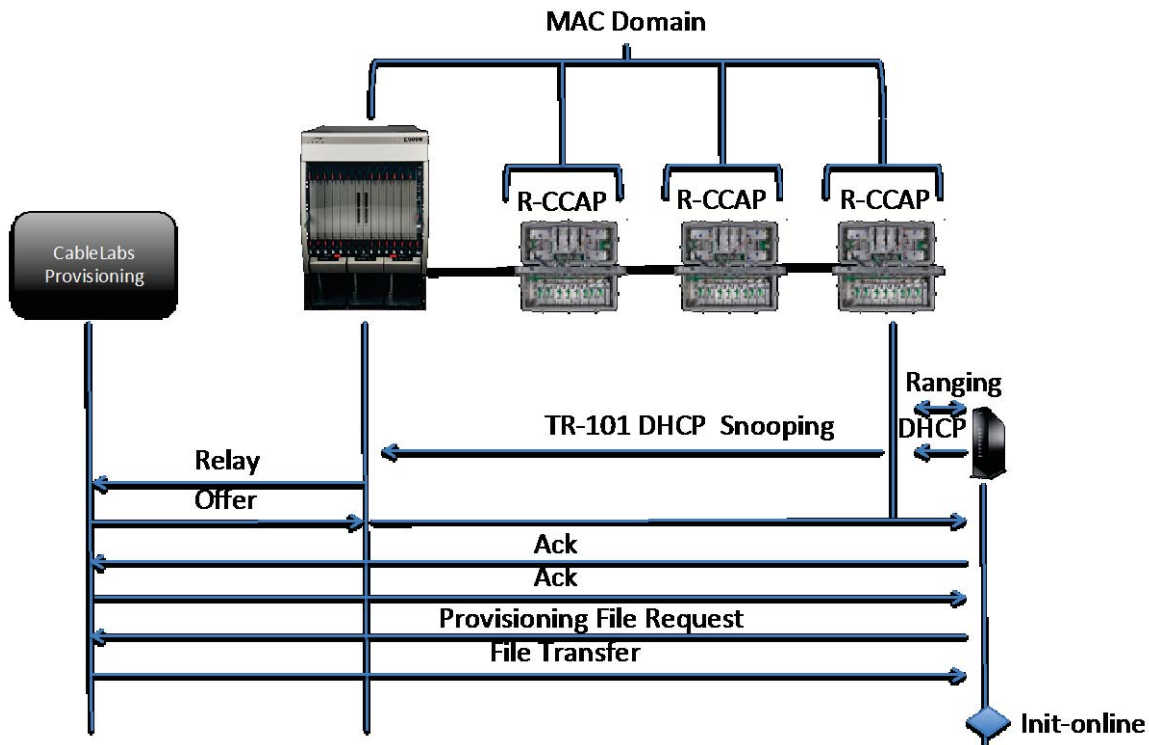 MAC Domain
R-CCAP
R-CCAP
R-CCAP
CableLabs
Provisioning
Ranging
DHCP
TR-101 DHCP Snooping
Relay
Offer
Ack
Ack
Provisioning File Request
File Transfer
Init-online